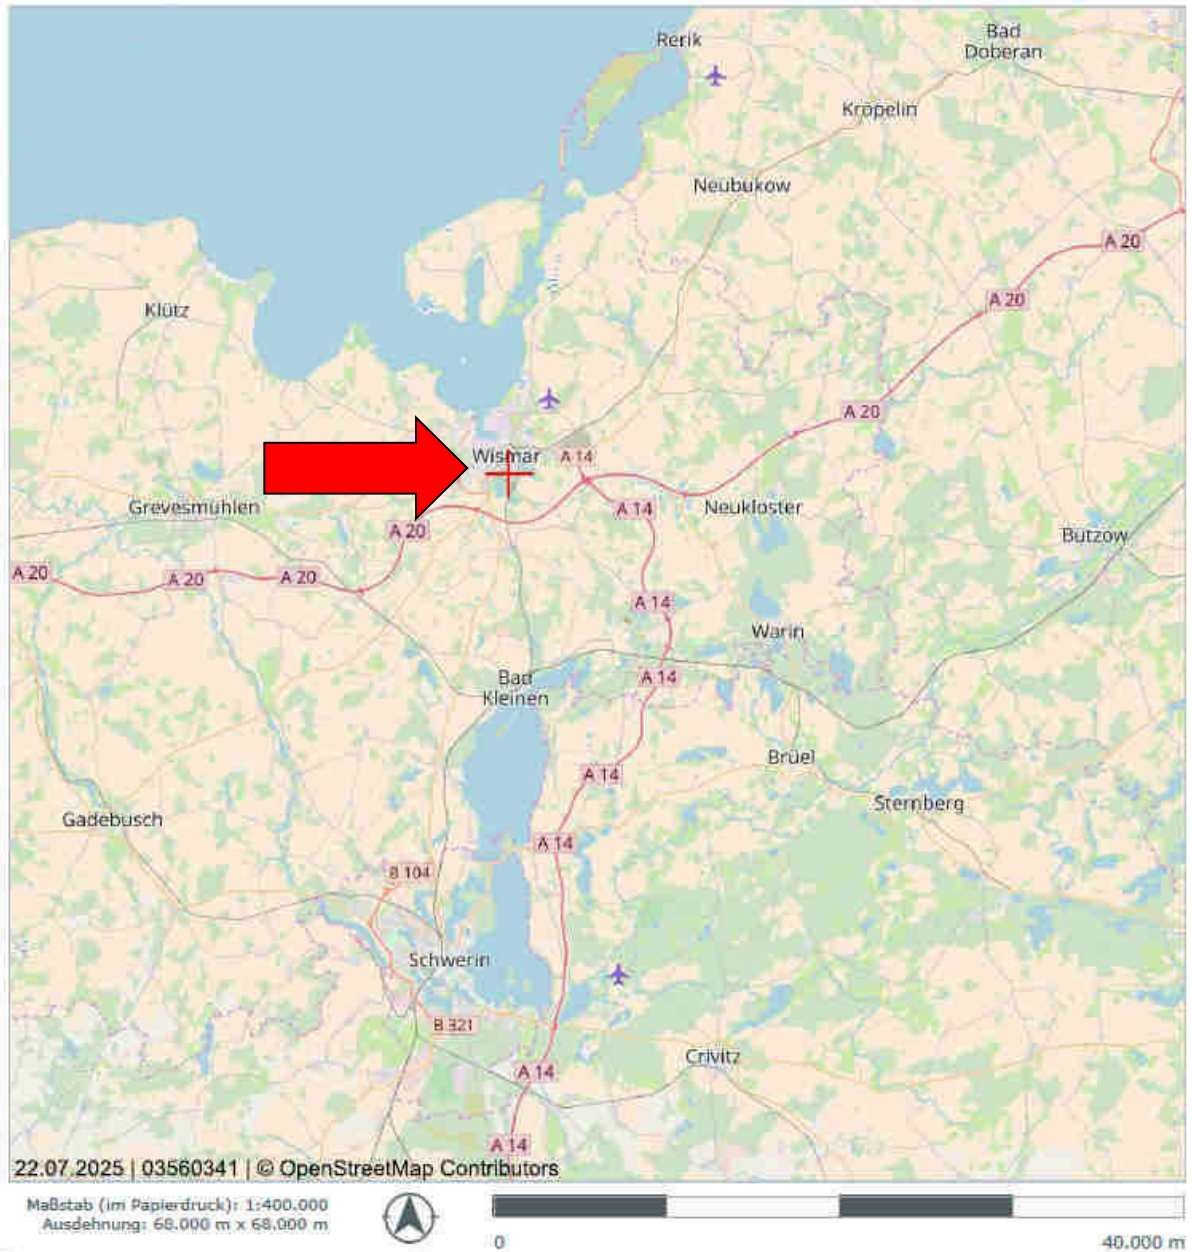 Rerik
Bad
Doberan
Kröpelin
Neubukow
A 20
A 20
Klütz
A 20
Wismar
A 14
Grevesmühlen
A 14
Neukloster
A 20
Bützow
A 20
A 20
A 20
A 14
Warin
A 14
Bad
Kleinen
Brüel
A 14
Sternberg
Gadebusch
A 14
B 104
Schwerin
B 321
Crivitz
A 14
A 14
22.07.2025 | 03560341 | © OpenStreetMap Contributors
Maßstab (im Papierdruck): 1:400.000
Ausdehnung: 68.000 m x 68.000 m
0
40.000 m